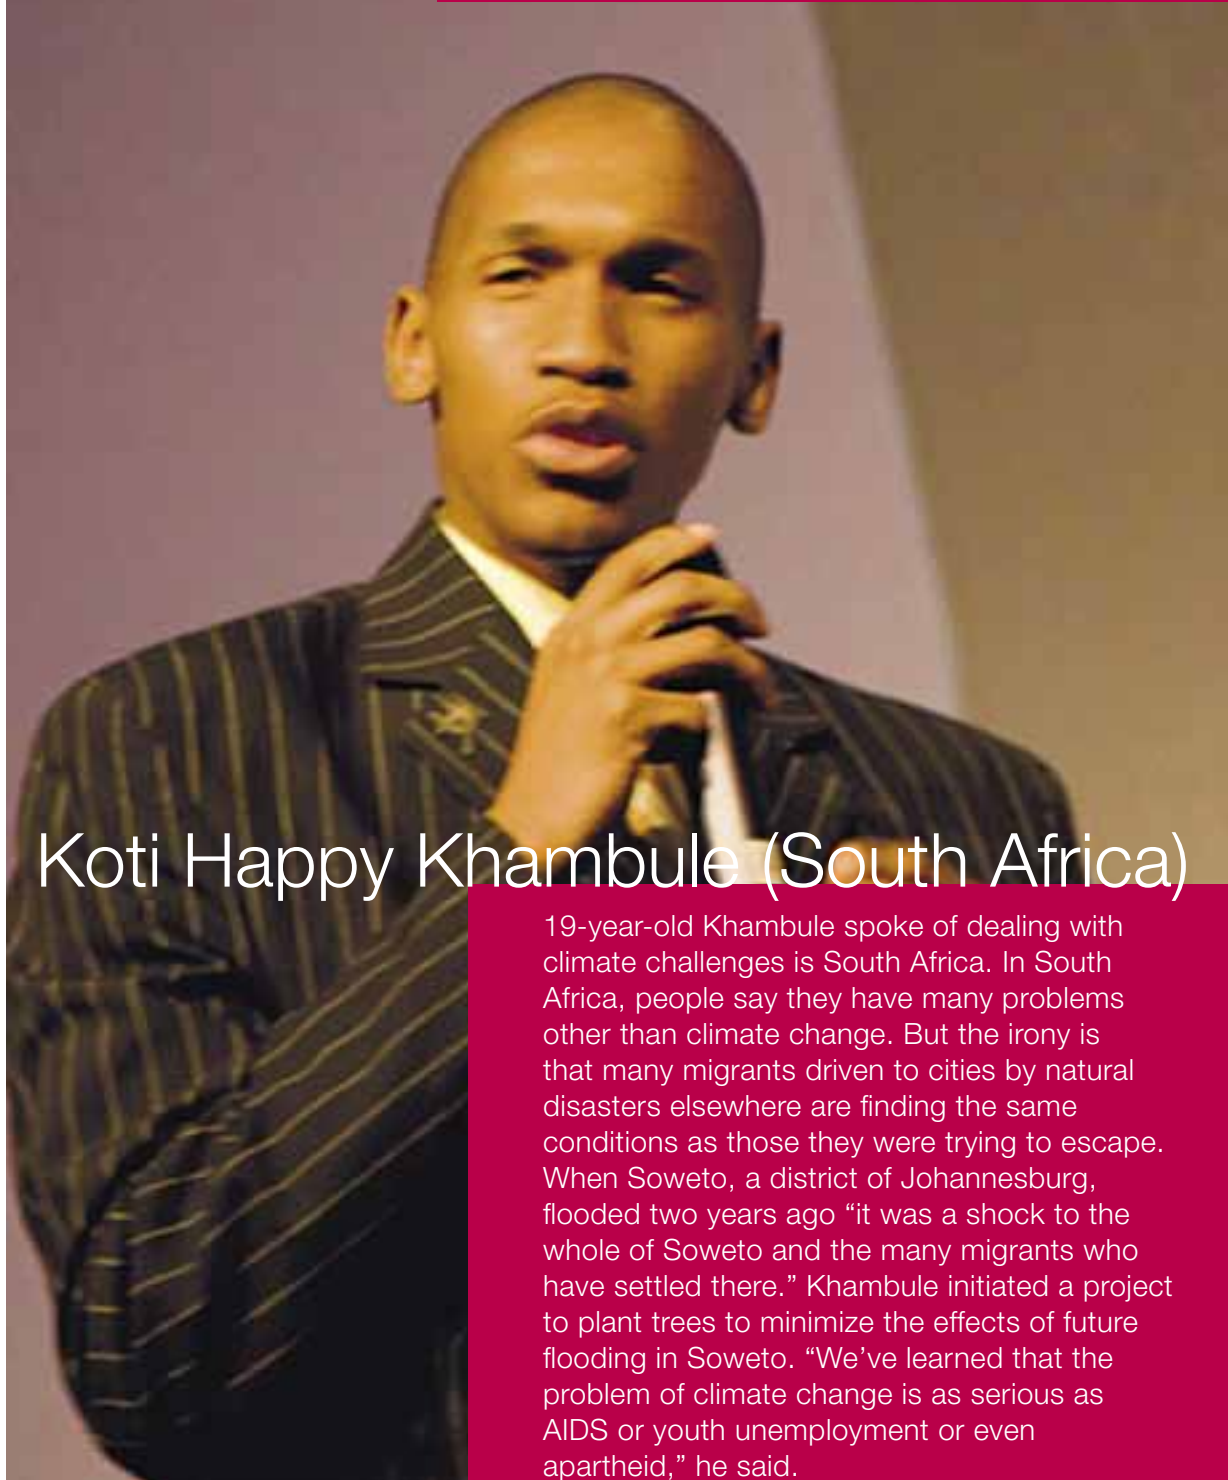 Koti Happy Khambule (South Africa)
19-year-old Khambule spoke of dealing with
climate challenges is South Africa. In South
Africa, people say they have many problems
other than climate change. But the irony is
that many migrants driven to cities by natural
disasters elsewhere are finding the same
conditions as those they were trying to escape.
When Soweto, a district of Johannesburg,
flooded two years ago “it was a shock to the
whole of Soweto and the many migrants who
have settled there.” Khambule initiated a project
to plant trees to minimize the effects of future
flooding in Soweto. “We’ve learned that the
problem of climate change is as serious as
AIDS or youth unemployment or even
apartheid,” he said.